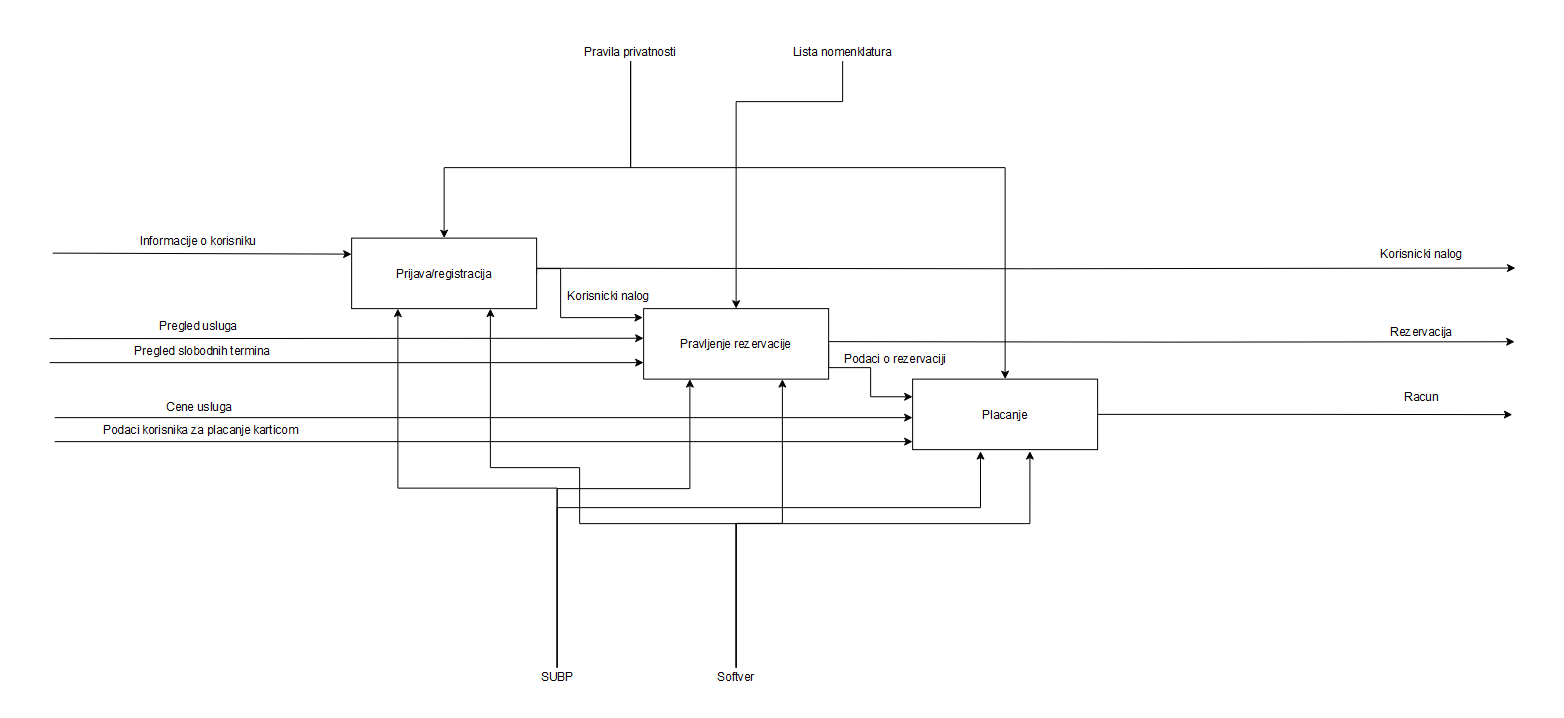 Pravila privatnosti
Lista nomenklatura
Informacije o korisniku
Prijava/registracija
Korisnicki nalog
Korisnicki nalog
Pregled usluga
Pregled slobodnih termina
Pravljenje rezervacije
Rezervacija
Podaci o rezervaciji
Cene usluga
Podaci korisnika za placanje karticom
Placanje
Racun
SUBP
Softver